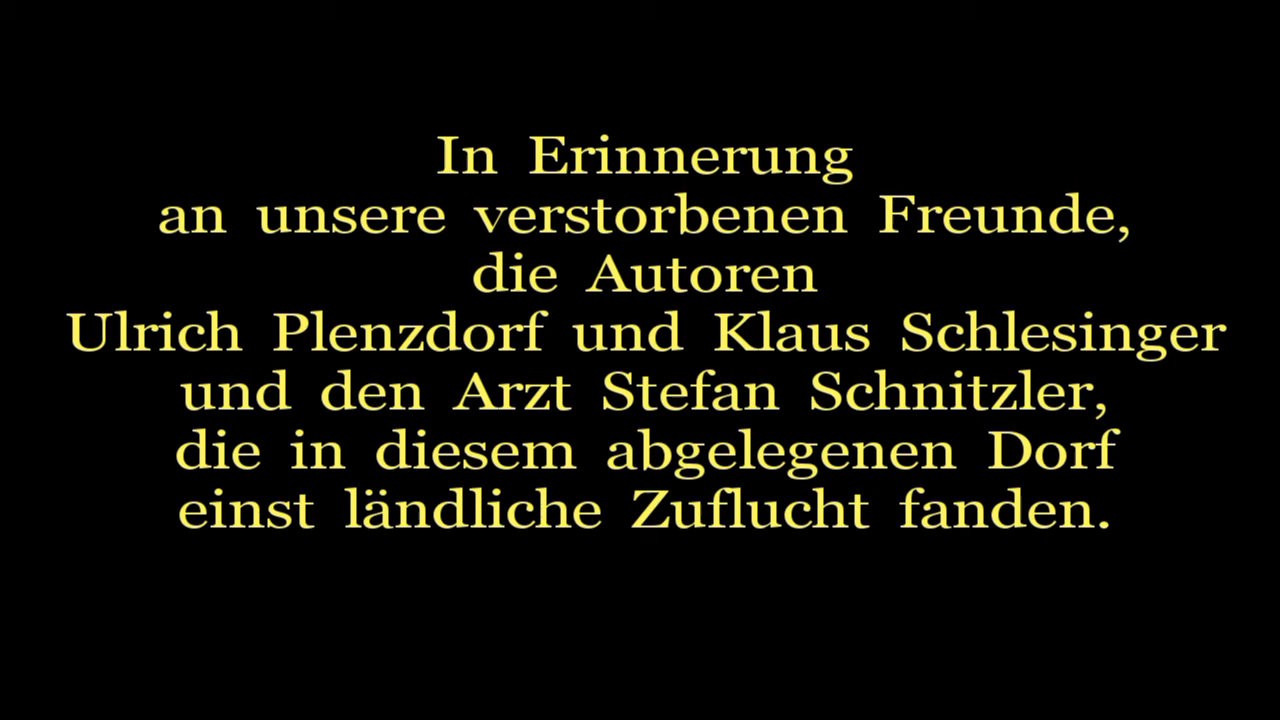 In Erinnerung
an unsere verstorbenen Freunde,
die Autoren
Ulrich Plenzdorf und Klaus Schlesinger
und den Arzt Stefan Schnitzler,
die in diesem abgelegenen Dorf
einst ländliche Zuflucht fanden.